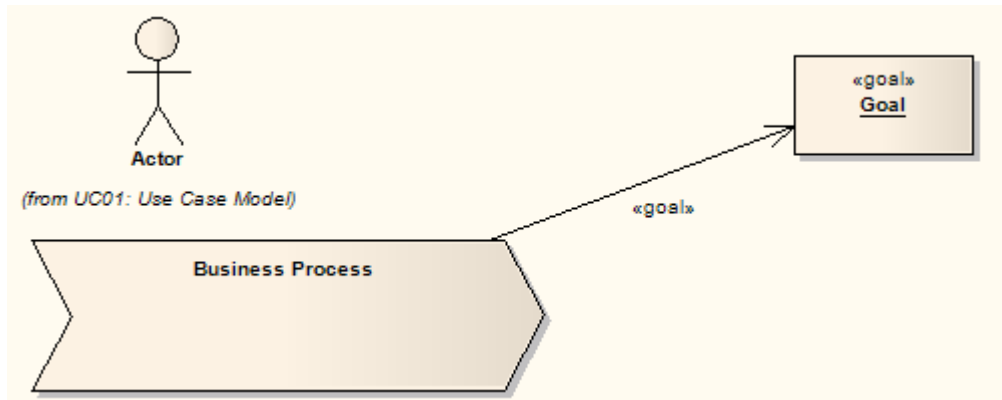 «goal»
Goal
Actor
(from UC01: Use Case Model)
«goal»
Business Process